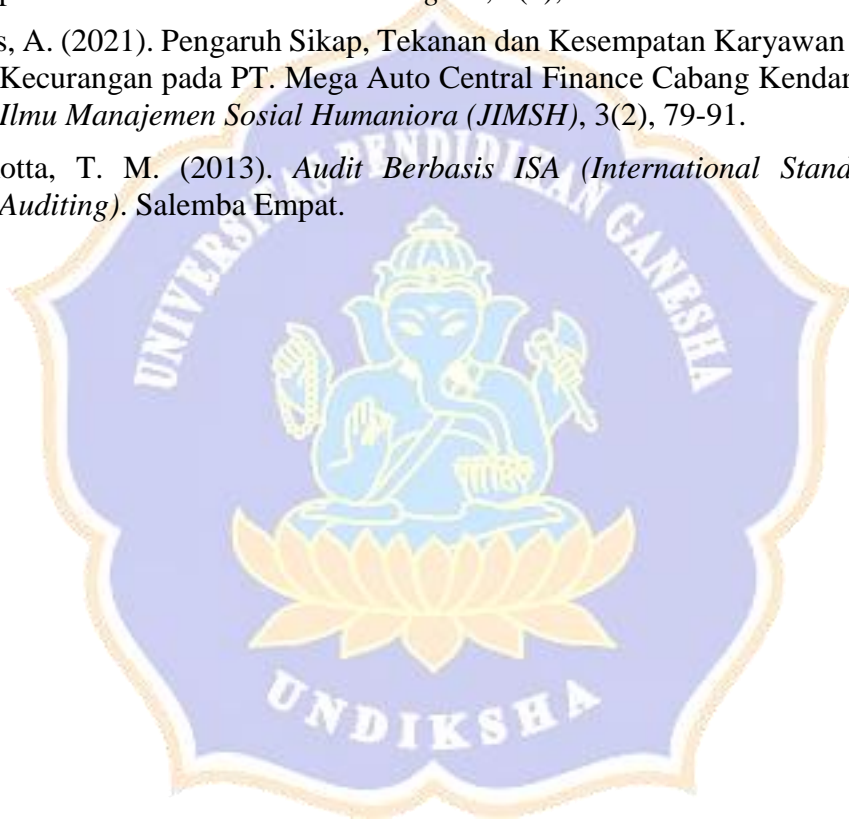 s, A. (2021). Pengaruh Sikap, Tekanan dan Kesempatan Karyawan
Kecurangan pada PT. Mega Auto Central Finance Cabang Kendar
Ilmu Manajemen Sosial Humaniora (JIMSH), 3(2), 79-91.
otta, T. M. (2013). Audit Berbasis ISA (International Stand
Auditing). Salemba Empat.
UNIVERSITAS PENDIDIKAN GANESHA
UNDIKSHA